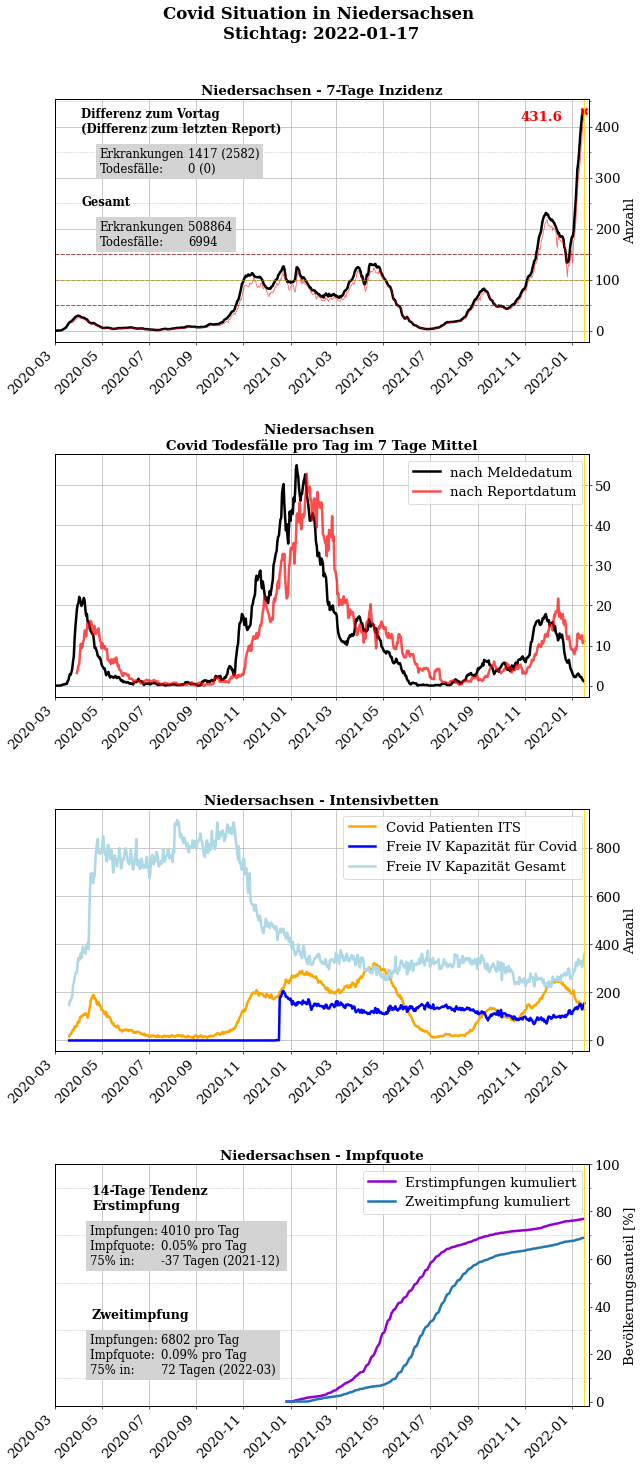 Covid Situation in Niedersachsen
Stichtag: 2022-01-17
Niedersachsen - 7-Tage Inzidenz
Differenz zum Vortag
(Differenz zum letzten Report)
Erkrankungen 1417 (2582)
Todesfälle: 0 (0)
Gesamt
Erkrankungen 508864
Todesfälle: 6994
431.6
400
300
200
100
0
Anzahl
2020-03
2020-05
2020-07
2020-09
2020-11
2021-01
2021-03
2021-05
2021-07
2021-09
2021-11
2022-01
Niedersachsen
Covid Todesfälle pro Tag im 7 Tage Mittel
nach Meldedatum
nach Reportdatum
50
40
30
20
10
0
2020-03
2020-05
2020-07
2020-09
2020-11
2021-01
2021-03
2021-05
2021-07
2021-09
2021-11
2022-01
Niedersachsen - Intensivbetten
Covid Patienten ITS
Freie IV Kapazität für Covid
Freie IV Kapazität Gesamt
800
600
400
200
0
Anzahl
2020-03
2020-05
2020-07
2020-09
2020-11
2021-01
2021-03
2021-05
2021-07
2021-09
2021-11
2022-01
Niedersachsen - Impfquote
14-Tage Tendenz
Erstimpfung
Impfungen: 4010 pro Tag
Impfquote: 0.05% pro Tag
75% in: -37 Tagen (2021-12)
Zweitimpfung
Impfungen: 6802 pro Tag
Impfquote: 0.09% pro Tag
75% in: 72 Tagen (2022-03)
Erstimpfungen kumuliert
Zweitimpfung kumuliert
100
80
60
40
20
0
Bevölkerungsanteil [%]
2020-03
2020-05
2020-07
2020-09
2020-11
2021-01
2021-03
2021-05
2021-07
2021-09
2021-11
2022-01